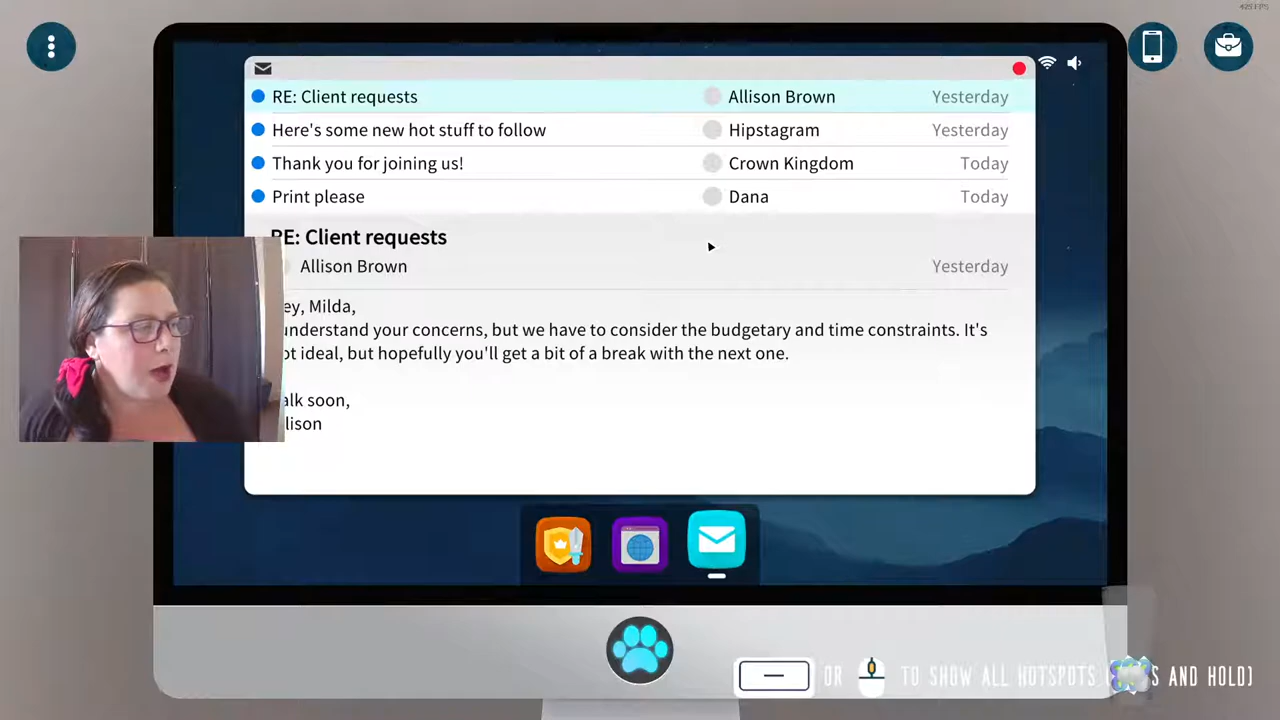 425 FPS
RE: Client requests Allison Brown Yesterday
Here's some new hot stuff to follow Hipstagram Yesterday
Thank you for joining us! Crown Kingdom Today
Print please Dana Today
RE: Client requests
Allison Brown Yesterday
ey, Milda,
understand your concerns, but we have to consider the budgetary and time constraints. It's
ot ideal, but hopefully you'll get a bit of a break with the next one.
alk soon,
lison
OR TO SHOW ALL HOTSPOTS S AND HOLD)